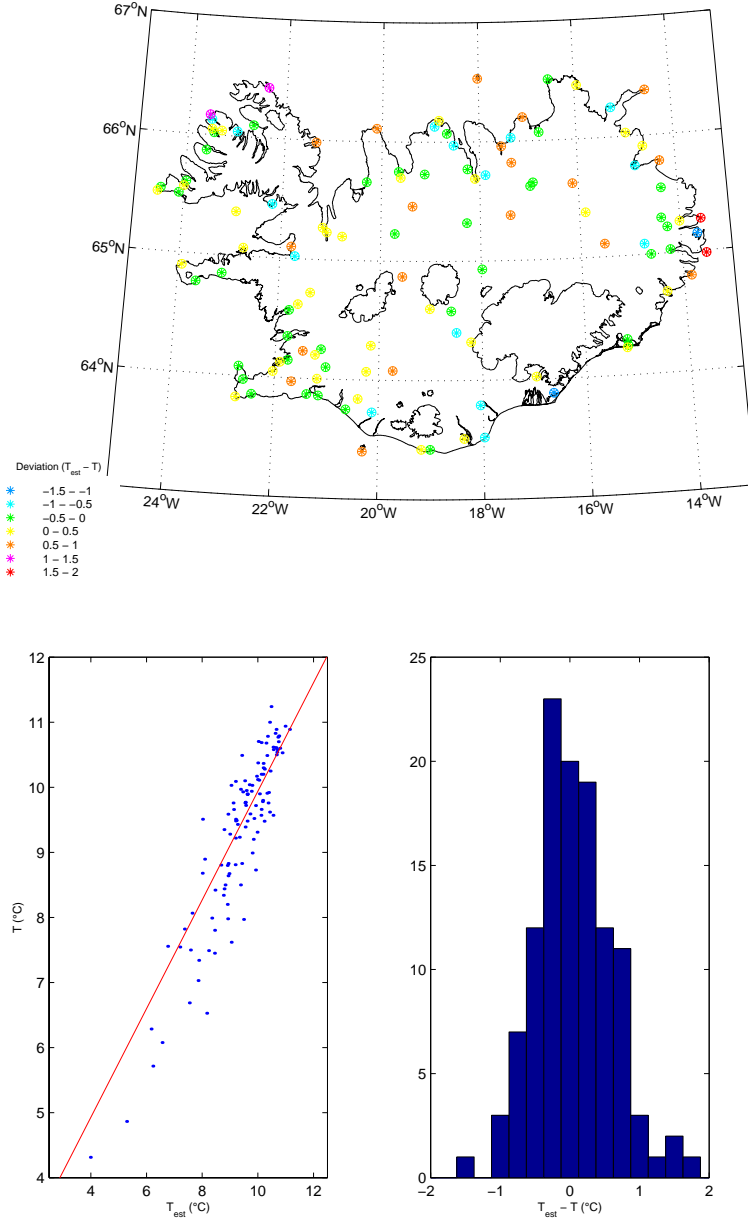 67°N
66°N
65°N
64°N
24°W 22°W 20°W 18°W 16°W 14°W
Deviation (T_est − T)
−1.5 − −1
−1 − −0.5
−0.5 − 0
0 − 0.5
0.5 − 1
1 − 1.5
1.5 − 2
12
11
10
9
8
7
6
5
4
4 6 8 10 12
T (°C)
T_est (°C)
25
20
15
10
5
0
−2 −1 0 1 2
T_est − T (°C)